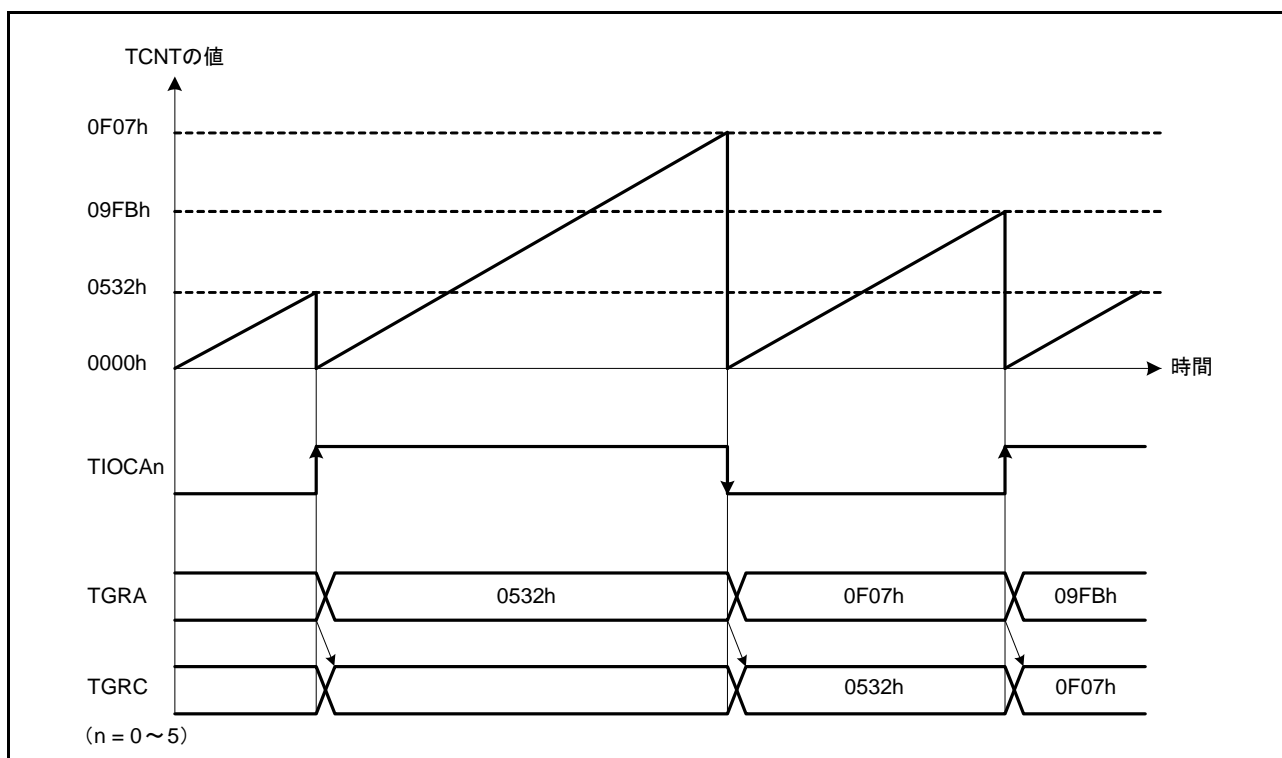 TCNTの値
0F07h
09FBh
0532h
0000h
時間
TIOCAn
TGRA
0532h
0F07h
09FBh
TGRC
0532h
0F07h
(n = 0～5)